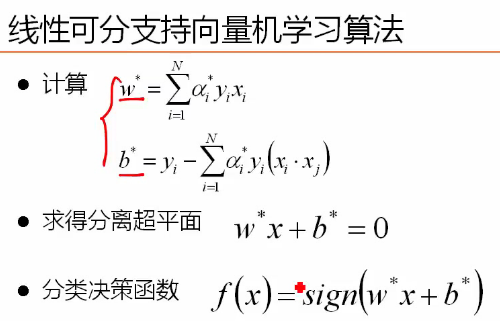 线性可分支持向量机学习算法
● 计算 w* = ∑_{i=1}^{N} α_i* y_i x_i
b* = y_i − ∑_{i=1}^{N} α_i* y_i (x_i · x_j)
● 求得分离超平面 w*x + b* = 0
● 分类决策函数 f(x) = sign(w*x + b*)